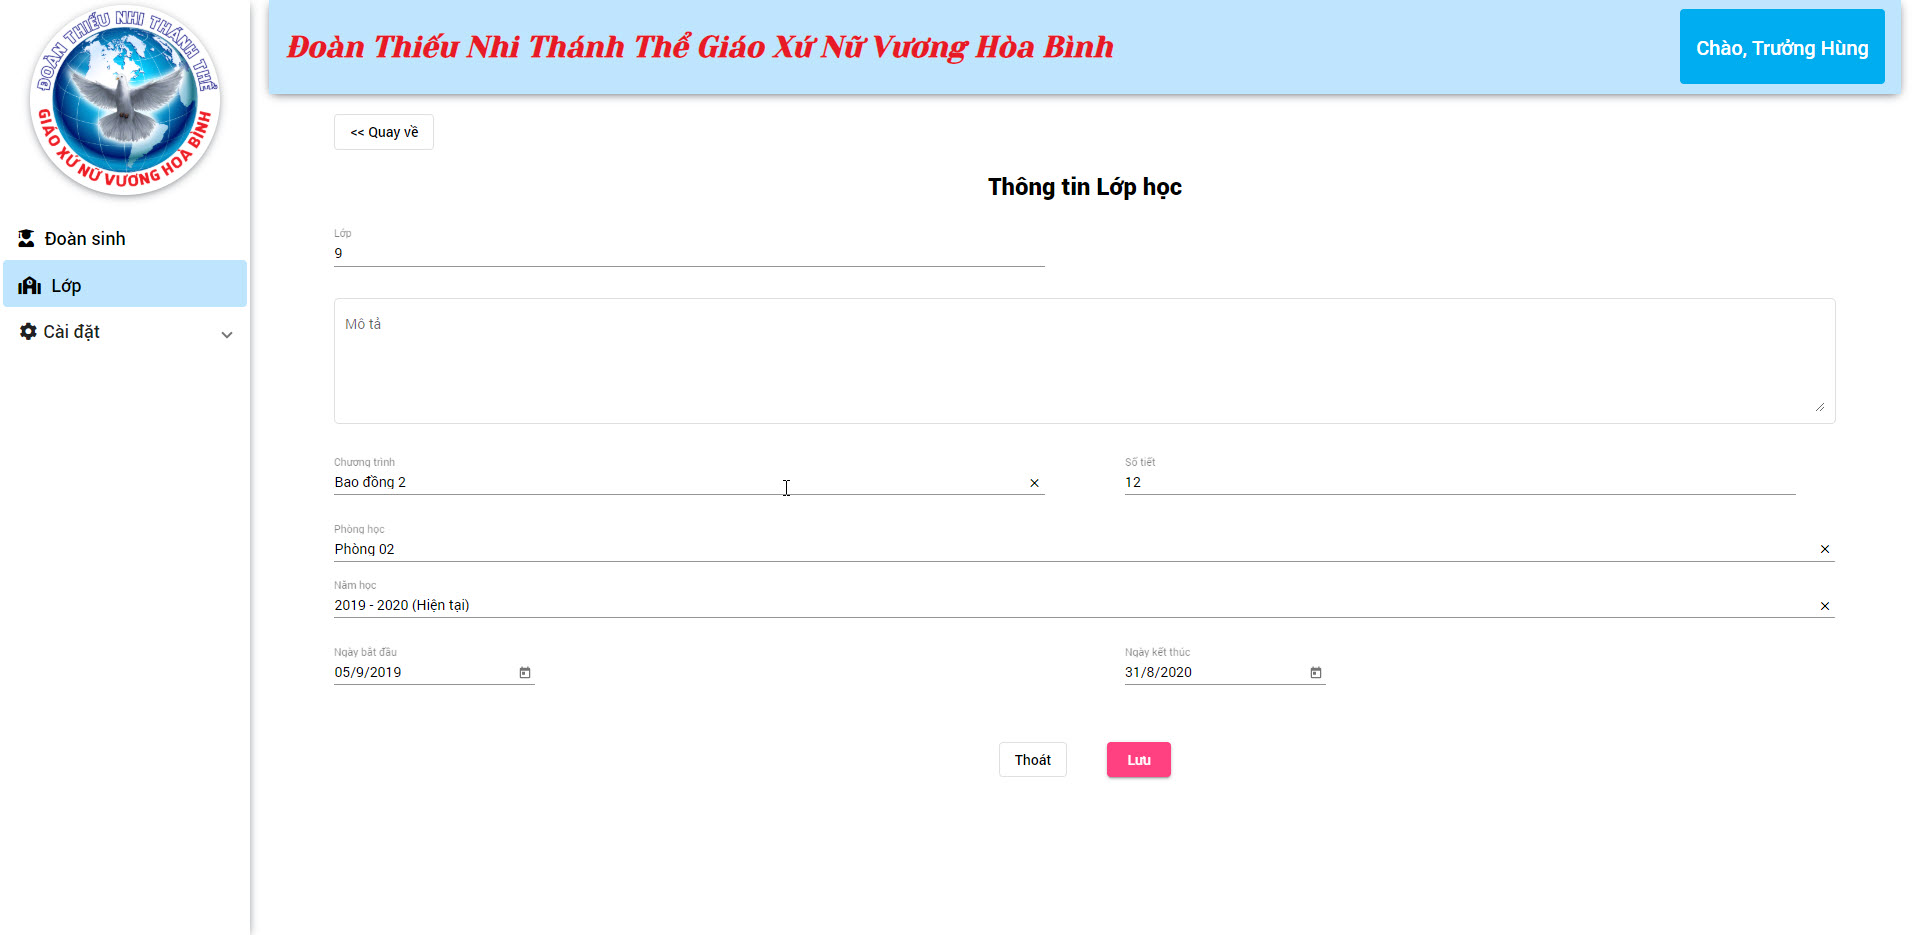 ĐOÀN THIẾU NHI THÁNH THỂ
GIÁO XỨ NỮ VƯƠNG HOÀ BÌNH
Đoàn sinh
Lớp
Cài đặt
Đoàn Thiếu Nhi Thánh Thể Giáo Xứ Nữ Vương Hòa Bình
Chào, Trưởng Hùng
<< Quay về
Thông tin Lớp học
Lớp
9
Mô tả
Chương trình
Bao đồng 2
Số tiết
12
Phòng học
Phòng 02
Năm học
2019 - 2020 (Hiện tại)
Ngày bắt đầu
05/9/2019
Ngày kết thúc
31/8/2020
Thoát
Lưu